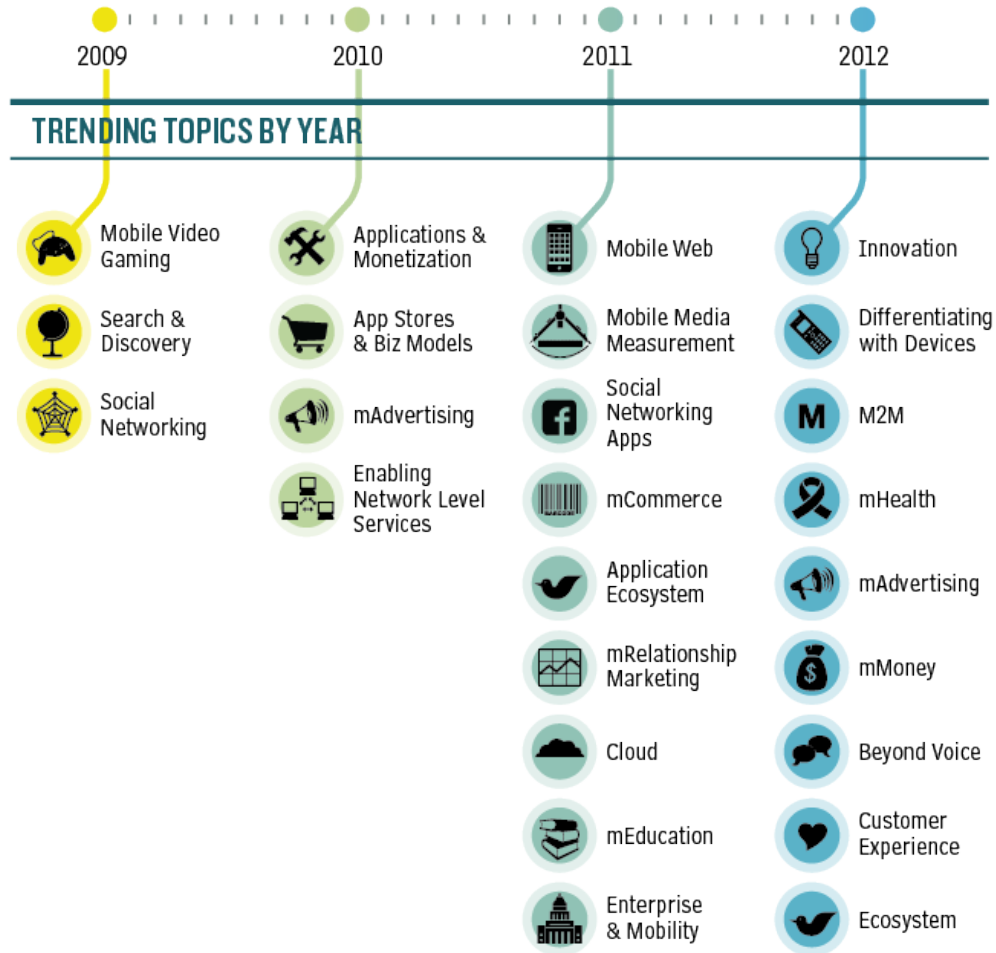 2009
2010
2011
2012
TRENDING TOPICS BY YEAR
Mobile Video
Gaming
Search &
Discovery
Social
Networking
Applications &
Monetization
App Stores
& Biz Models
mAdvertising
Enabling
Network Level
Services
Mobile Web
Mobile Media
Measurement
Social
Networking
Apps
mCommerce
Application
Ecosystem
mRelationship
Marketing
Cloud
mEducation
Enterprise
& Mobility
Innovation
Differentiating
with Devices
M
M2M
mHealth
mAdvertising
$
mMoney
Beyond Voice
Customer
Experience
Ecosystem